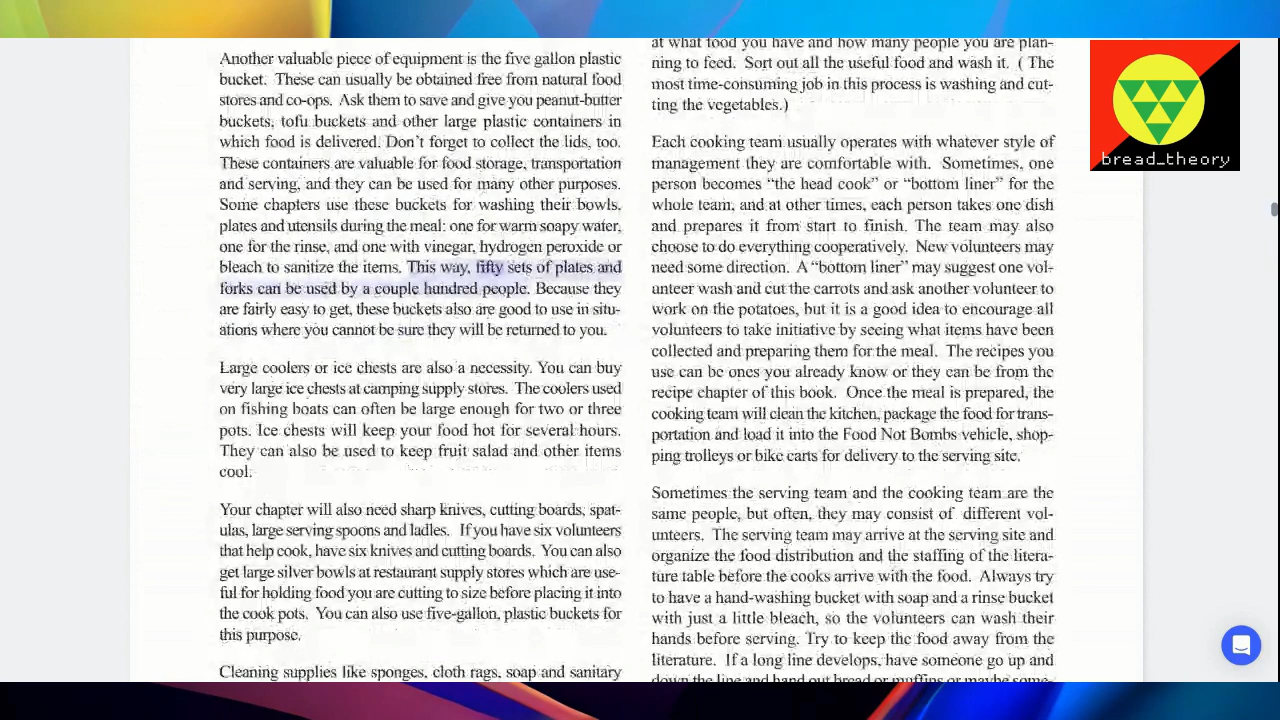 Another valuable piece of equipment is the five gallon plastic
bucket. These can usually be obtained free from natural food
stores and co-ops. Ask them to save and give you peanut-butter
buckets, tofu buckets and other large plastic containers in
which food is delivered. Don't forget to collect the lids, too.
These containers are valuable for food storage, transportation
and serving, and they can be used for many other purposes.
Some chapters use these buckets for washing their bowls,
plates and utensils during the meal: one for warm soapy water,
one for the rinse, and one with vinegar, hydrogen peroxide or
bleach to sanitize the items. This way, fifty sets of plates and
forks can be used by a couple hundred people. Because they
are fairly easy to get, these buckets also are good to use in situ-
ations where you cannot be sure they will be returned to you.
Large coolers or ice chests are also a necessity. You can buy
very large ice chests at camping supply stores. The coolers used
on fishing boats can often be large enough for two or three
pots. Ice chests will keep your food hot for several hours.
They can also be used to keep fruit salad and other items
cool.
Your chapter will also need sharp knives, cutting boards, spat-
ulas, large serving spoons and ladles. If you have six volunteers
that help cook, have six knives and cutting boards. You can also
get large silver bowls at restaurant supply stores which are use-
ful for holding food you are cutting to size before placing it into
the cook pots. You can also use five-gallon, plastic buckets for
this purpose.
Cleaning supplies like sponges, cloth rags, soap and sanitary
at what food you have and how many people you are plan-
ning to feed. Sort out all the useful food and wash it. ( The
most time-consuming job in this process is washing and cut-
ting the vegetables.)
Each cooking team usually operates with whatever style of
management they are comfortable with. Sometimes, one
person becomes “the head cook” or “bottom liner” for the
whole team, and at other times, each person takes one dish
and prepares it from start to finish. The team may also
choose to do everything cooperatively. New volunteers may
need some direction. A “bottom liner” may suggest one vol-
unteer wash and cut the carrots and ask another volunteer to
work on the potatoes, but it is a good idea to encourage all
volunteers to take initiative by seeing what items have been
collected and preparing them for the meal. The recipes you
use can be ones you already know or they can be from the
recipe chapter of this book. Once the meal is prepared, the
cooking team will clean the kitchen, package the food for trans-
portation and load it into the Food Not Bombs vehicle, shop-
ping trolleys or bike carts for delivery to the serving site.
Sometimes the serving team and the cooking team are the
same people, but often, they may consist of different vol-
unteers. The serving team may arrive at the serving site and
organize the food distribution and the staffing of the litera-
ture table before the cooks arrive with the food. Always try
to have a hand-washing bucket with soap and a rinse bucket
with just a little bleach, so the volunteers can wash their
hands before serving. Try to keep the food away from the
literature. If a long line develops, have someone go up and
down the line and hand out bread or muffins or maybe some-
bread_theory